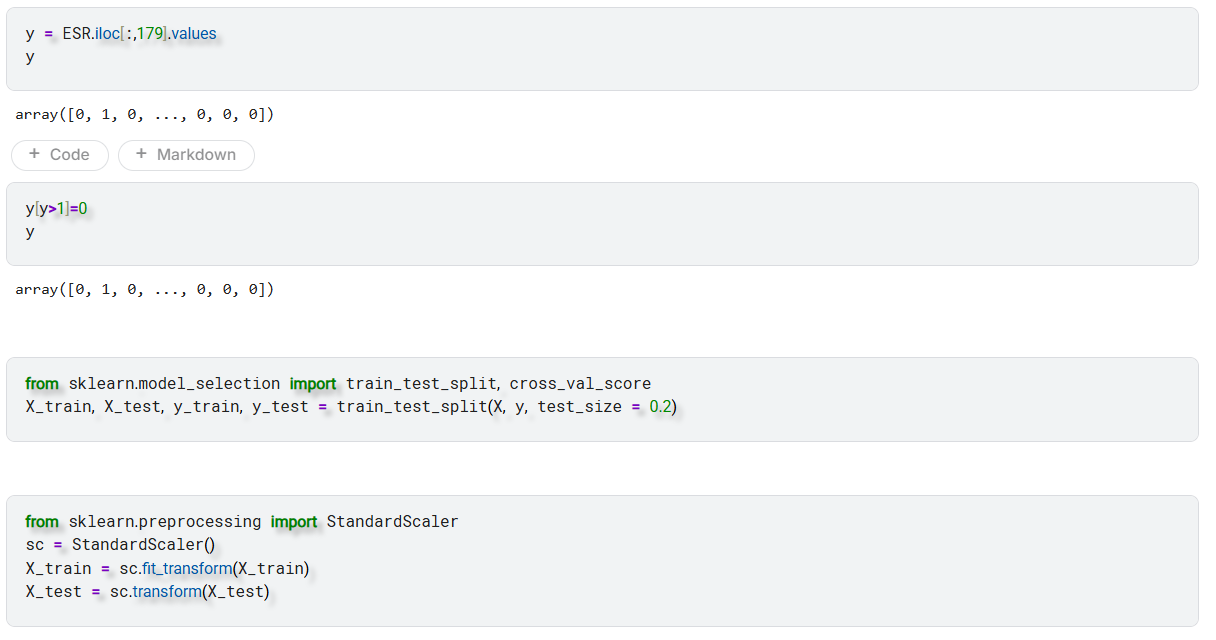 y = ESR.iloc[:,179].values
y
array([0, 1, 0, ..., 0, 0, 0])
+ Code + Markdown
y[y>1]=0
y
array([0, 1, 0, ..., 0, 0, 0])
from sklearn.model_selection import train_test_split, cross_val_score
X_train, X_test, y_train, y_test = train_test_split(X, y, test_size = 0.2)
from sklearn.preprocessing import StandardScaler
sc = StandardScaler()
X_train = sc.fit_transform(X_train)
X_test = sc.transform(X_test)